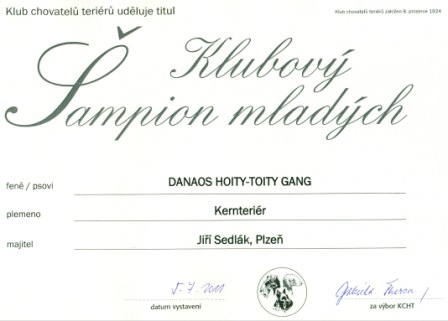 Klub chovatelů teriérů uděluje titul
Klub chovatelů teriérů založen 8. prosince 1924
Klubový
Šampion mladých
feně / psovi DANAOS HOITY-TOITY GANG
plemeno Kernteriér
majitel Jiří Sedlák, Plzeň
5.7.2011
datum vystavení
Gabriela
za výbor KCHT